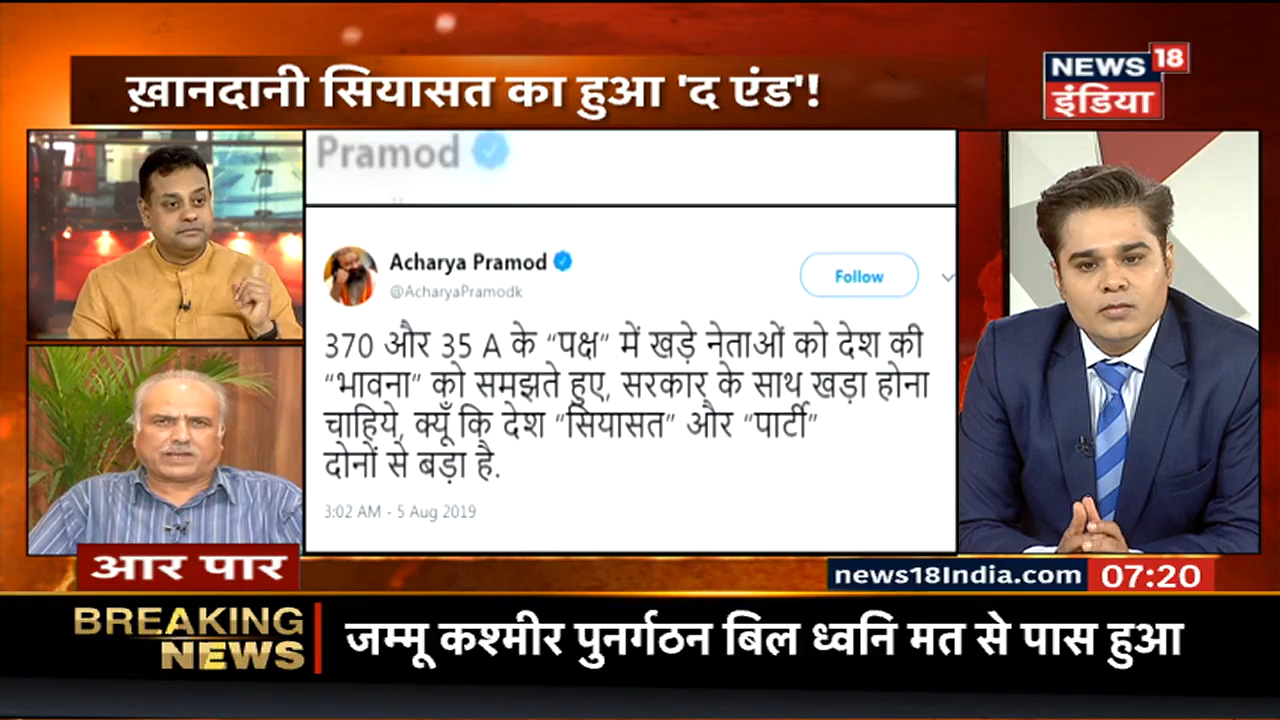 ख़ानदानी सियासत का हुआ 'द एंड'!
NEWS 18
इंडिया
Pramod
Acharya Pramod
@AcharyaPramodk
Follow
370 और 35 A के “पक्ष” में खड़े नेताओं को देश की
“भावना” को समझते हुए, सरकार के साथ खड़ा होना
चाहिये, क्यूँ कि देश “सियासत” और “पार्टी”
दोनों से बड़ा है.
3:02 AM - 5 Aug 2019
आर पार
news18India.com
07:20
BREAKING
NEWS
जम्मू कश्मीर पुनर्गठन बिल ध्वनि मत से पास हुआ